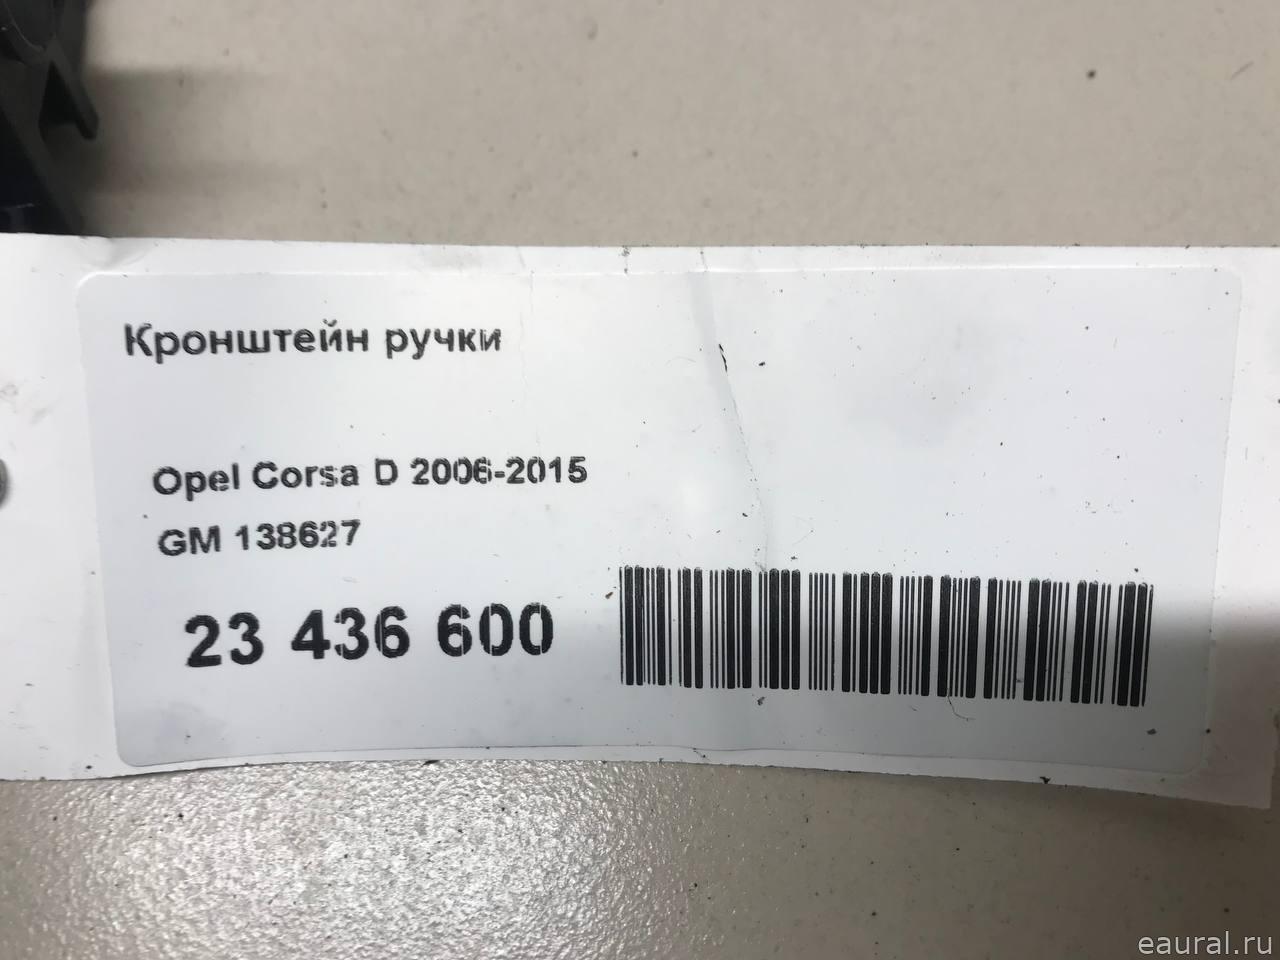 Кронштейн ручки
Opel Corsa D 2006-2015
GM 138627
23 436 600
eaural.ru